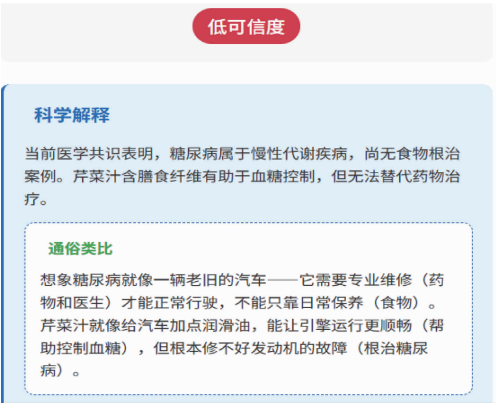 低可信度
科学解释
当前医学共识表明，糖尿病属于慢性代谢疾病，尚无食物根治
案例。芹菜汁含膳食纤维有助于血糖控制，但无法替代药物治
疗。
通俗类比
想象糖尿病就像一辆老旧的汽车——它需要专业维修（药
物和医生）才能正常行驶，不能只靠日常保养（食物）。
芹菜汁就像给汽车加点润滑油，能让引擎运行更顺畅（帮
助控制血糖），但根本修不好发动机的故障（根治糖尿
病）。